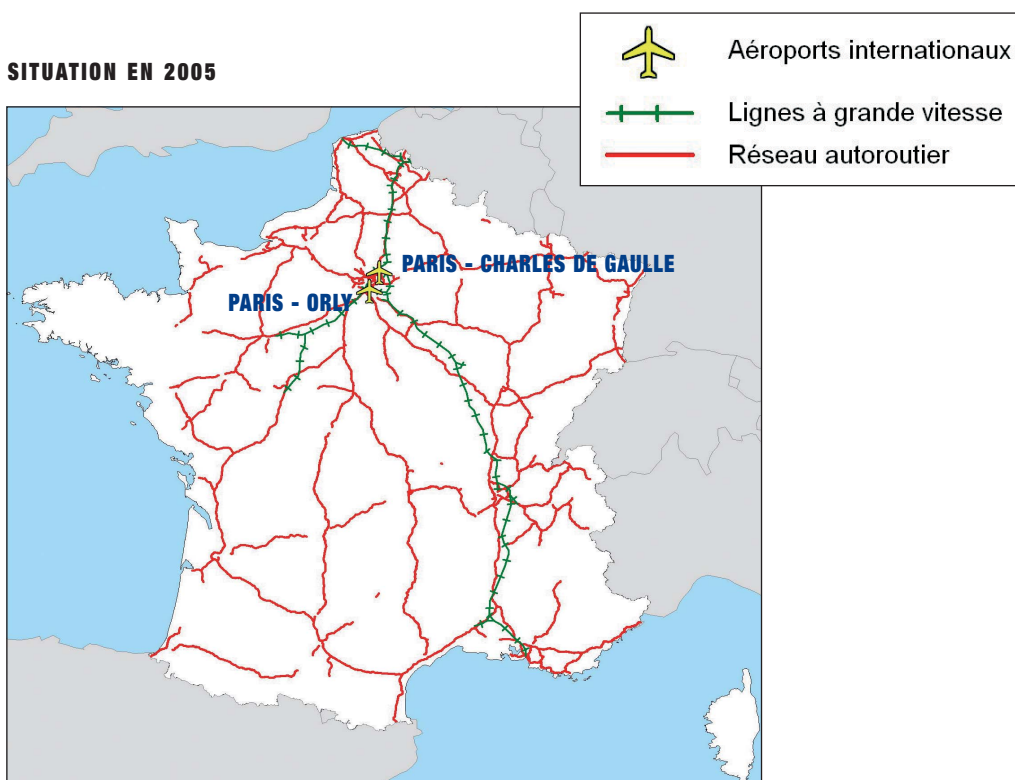 SITUATION EN 2005
Aéroports internationaux
Lignes à grande vitesse
Réseau autoroutier
PARIS - CHARLES DE GAULLE
PARIS - ORLY